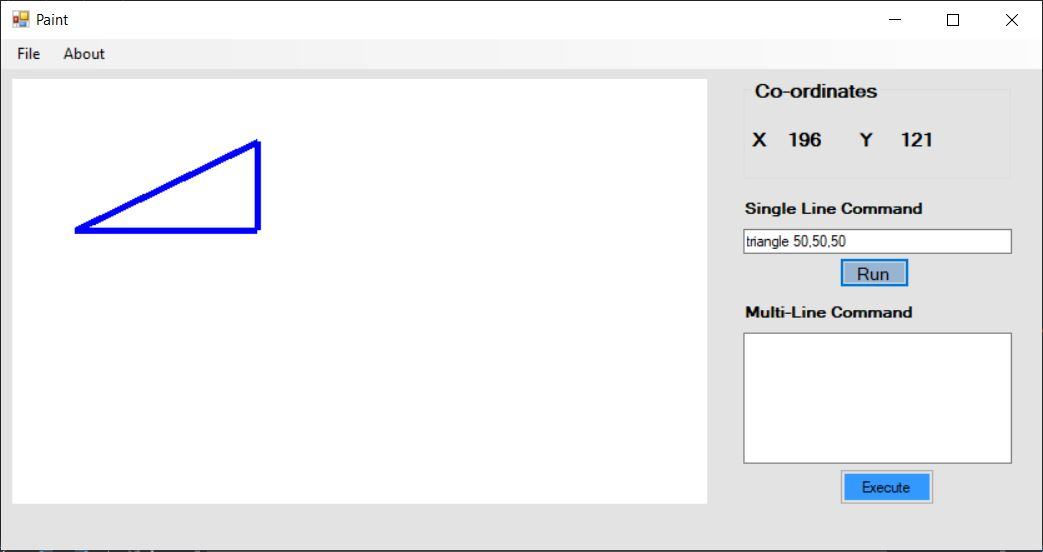 Paint
File About
Co-ordinates
X 196 Y 121
Single Line Command
triangle 50,50,50
Run
Multi-Line Command
Execute